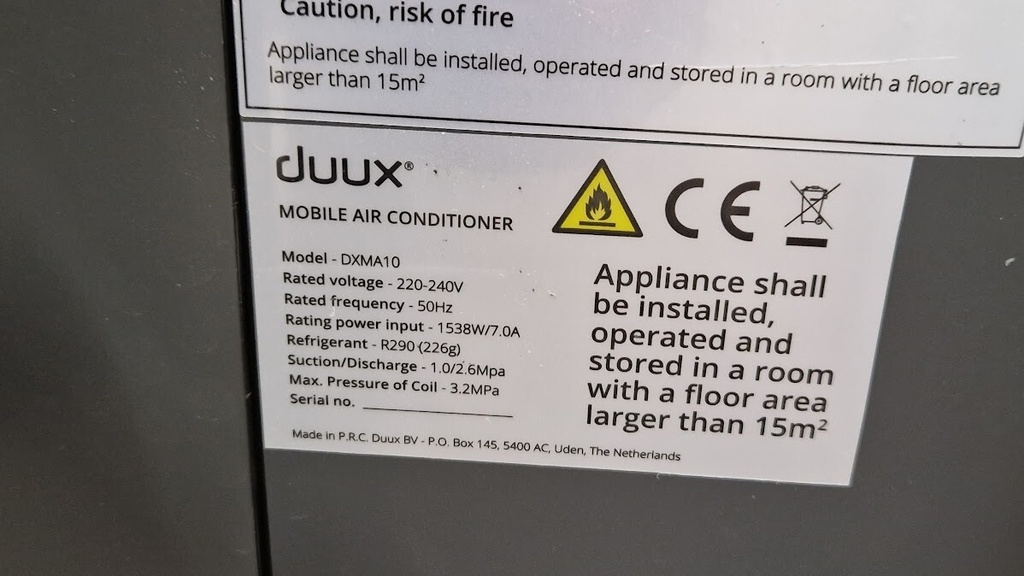 Caution, risk of fire
Appliance shall be installed, operated and stored in a room with a floor area
larger than 15m²
duux®
MOBILE AIR CONDITIONER
Model - DXMA10
Rated voltage - 220-240V
Rated frequency - 50Hz
Rating power input - 1538W/7.0A
Refrigerant - R290 (226g)
Suction/Discharge - 1.0/2.6Mpa
Max. Pressure of Coil - 3.2MPa
Serial no.
CE
Appliance shall
be installed,
operated and
stored in a room
with a floor area
larger than 15m²
Made in P.R.C. Duux BV - P.O. Box 145, 5400 AC, Uden, The Netherlands